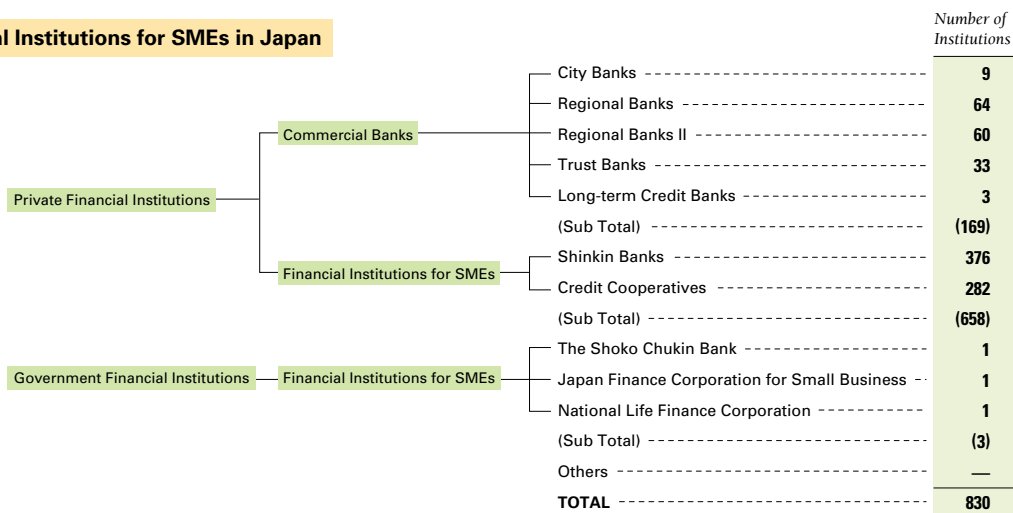 Institutions for SMEs in Japan
Number of
Institutions
City Banks 9
Regional Banks 64
Commercial Banks
Regional Banks II 60
Trust Banks 33
Private Financial Institutions
Long-term Credit Banks 3
(Sub Total) (169)
Shinkin Banks 376
Financial Institutions for SMEs
Credit Cooperatives 282
(Sub Total) (658)
The Shoko Chukin Bank 1
Government Financial Institutions
Financial Institutions for SMEs
Japan Finance Corporation for Small Business 1
National Life Finance Corporation 1
(Sub Total) (3)
Others —
TOTAL 830